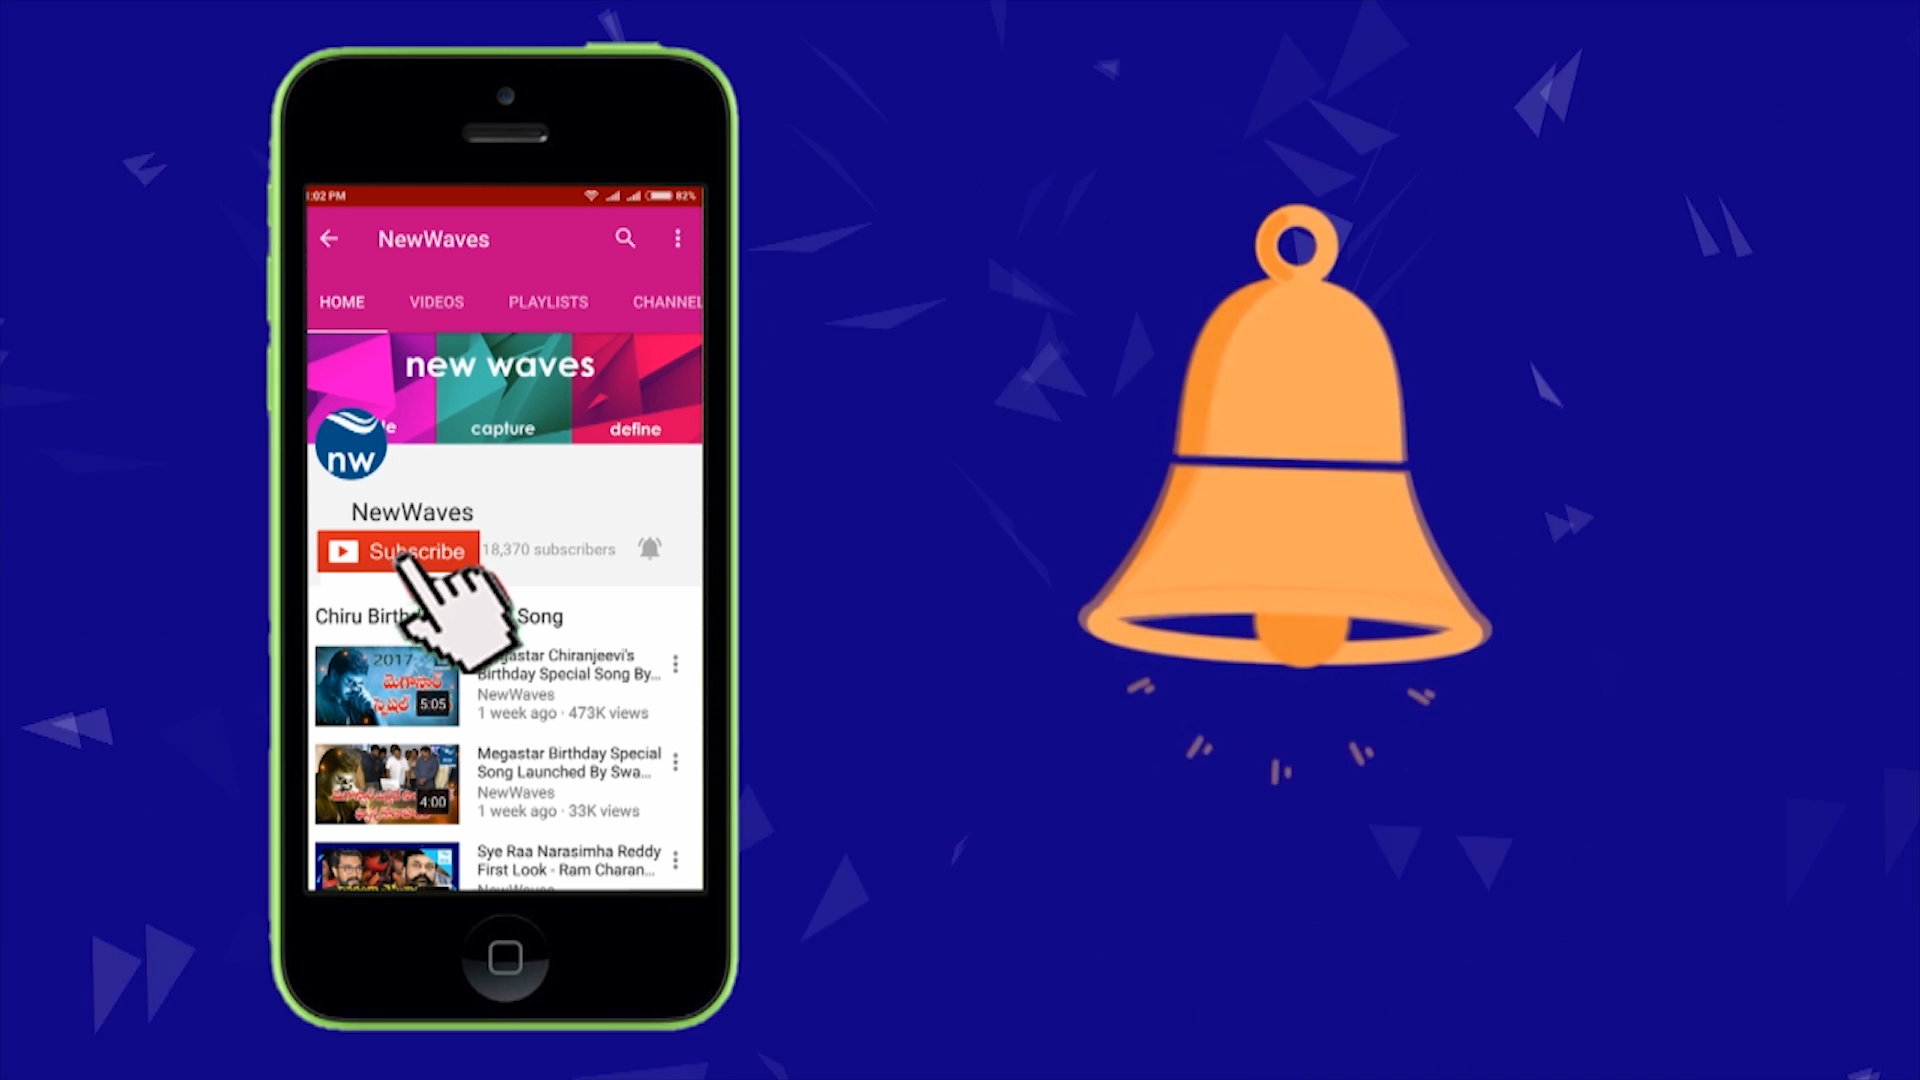 :02 PM
82%
NewWaves
HOME VIDEOS PLAYLISTS CHANNEL
new waves
capture define
nw
NewWaves
Subscribe 18,370 subscribers
Chiru Birth Song
2017
మెగాస్టార్
స్పెషల్
5:05
Chiranjeevi's
Birthday Special Song By...
NewWaves
1 week ago · 473K views
4:00
Megastar Birthday Special
Song Launched By Swa...
NewWaves
1 week ago · 33K views
Sye Raa Narasimha Reddy
First Look - Ram Charan...